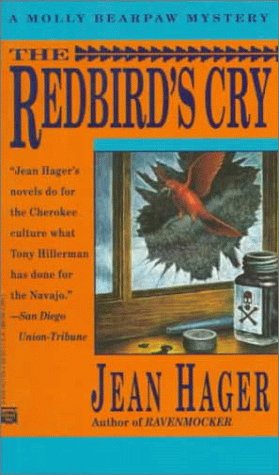 A MOLLY BEARPAW MYSTERY
THE
REDBIRD'S CRY
"Jean Hager's
novels do for
the Cherokee
culture what
Tony Hillerman
has done for
the Navajo."
—San Diego
Union-Tribune
JEAN HAGER
Author of RAVENMOCKER